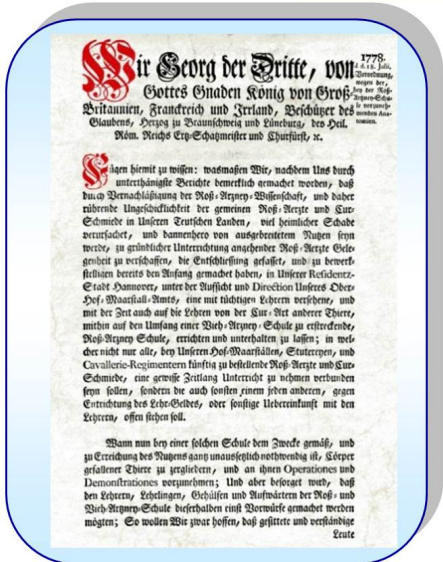 Wir Georg der Dritte, von
Gottes Gnaden König von Groß-
Britannien, Franckreich und Irrland, Beschützer des
Glaubens, Herzog zu Braunschweig und Lüneburg, des Heil.
Röm. Reichs Ertz-Schatzmeister und Churfürst, ꝛc.
1778.
d. d. 18. Julii,
Verordnung,
wegen der,
bey der Roß-
Artzney-Schu-
le vorzuneh-
menden Ana-
tomien.
Fügen hiemit zu wissen: wasmaßen Wir, nachdem Uns durch
unterthänigste Berichte bemerklich gemachet worden, daß
durch Vernachläßigung der Roß-Arzney-Wissenschaft, und daher
rührende Ungeschicklichkeit der gemeinen Roß-Aerzte und Cur-
Schmiede in Unseren Teutschen Landen, viel heimlicher Schade
verursachet, und dannenhero von ausgebreitetem Nutzen seyn
werde, zu gründlicher Unterrichtung angehender Roß-Aerzte Gele-
genheit zu verschaffen, die Entschliessung gefasset, und zu bewerk-
stelligen bereits den Anfang gemachet haben, in Unserer Residentz-
Stadt Hannover, unter der Aufsicht und Direction Unseres Ober-
Hof-Maarstall-Amts, eine mit tüchtigen Lehrern versehene, und
mit der Zeit auch auf die Lehren von der Cur-Art anderer Thiere,
mithin auf den Umfang einer Vieh-Artzney-Schule zu erstreckende,
Roß-Artzney Schule, errichten und unterhalten zu lassen; in wel-
cher nicht nur alle, bey Unseren Hof-Maarställen, Stutereyen, und
Cavallerie-Regimentern künftig zu bestellende Roß-Aerzte und Cur-
Schmiede, eine gewisse Zeitlang Unterricht zu nehmen verbunden
seyn sollen, sondern die auch sonsten einem jeden anderen, gegen
Entrichtung des Lehr-Geldes, oder sonstige Uebereinkunft mit den
Lehrern, offen stehen soll.
Wann nun bey einer solchen Schule dem Zwecke gemäß, und
zu Erreichung des Nutzens gantz unausetzlich nothwendig ist, Cörper
gefallener Thiere zu zergliedern, und an ihnen Operationes und
Demonstrationes vorzunehmen; Und aber besorget wird, daß
den Lehrern, Lehrlingen, Gehülfen und Aufwärtern der Roß- und
Vieh-Artzney-Schule dieserhalben einst Vorwürfe gemachet werden
mögten; So wollen Wir zwar hoffen, daß gesittete und verständige
Leute